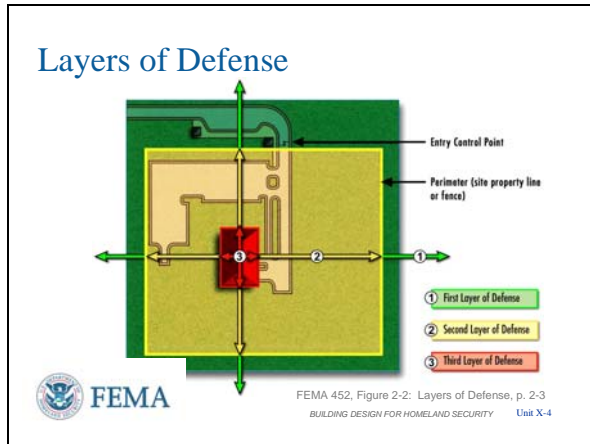 Layers of Defense
Entry Control Point
Perimeter (site property line
or fence)
3
2
1
1 First Layer of Defense
2 Second Layer of Defense
3 Third Layer of Defense
FEMA
FEMA 452, Figure 2-2: Layers of Defense, p. 2-3
BUILDING DESIGN FOR HOMELAND SECURITY Unit X-4